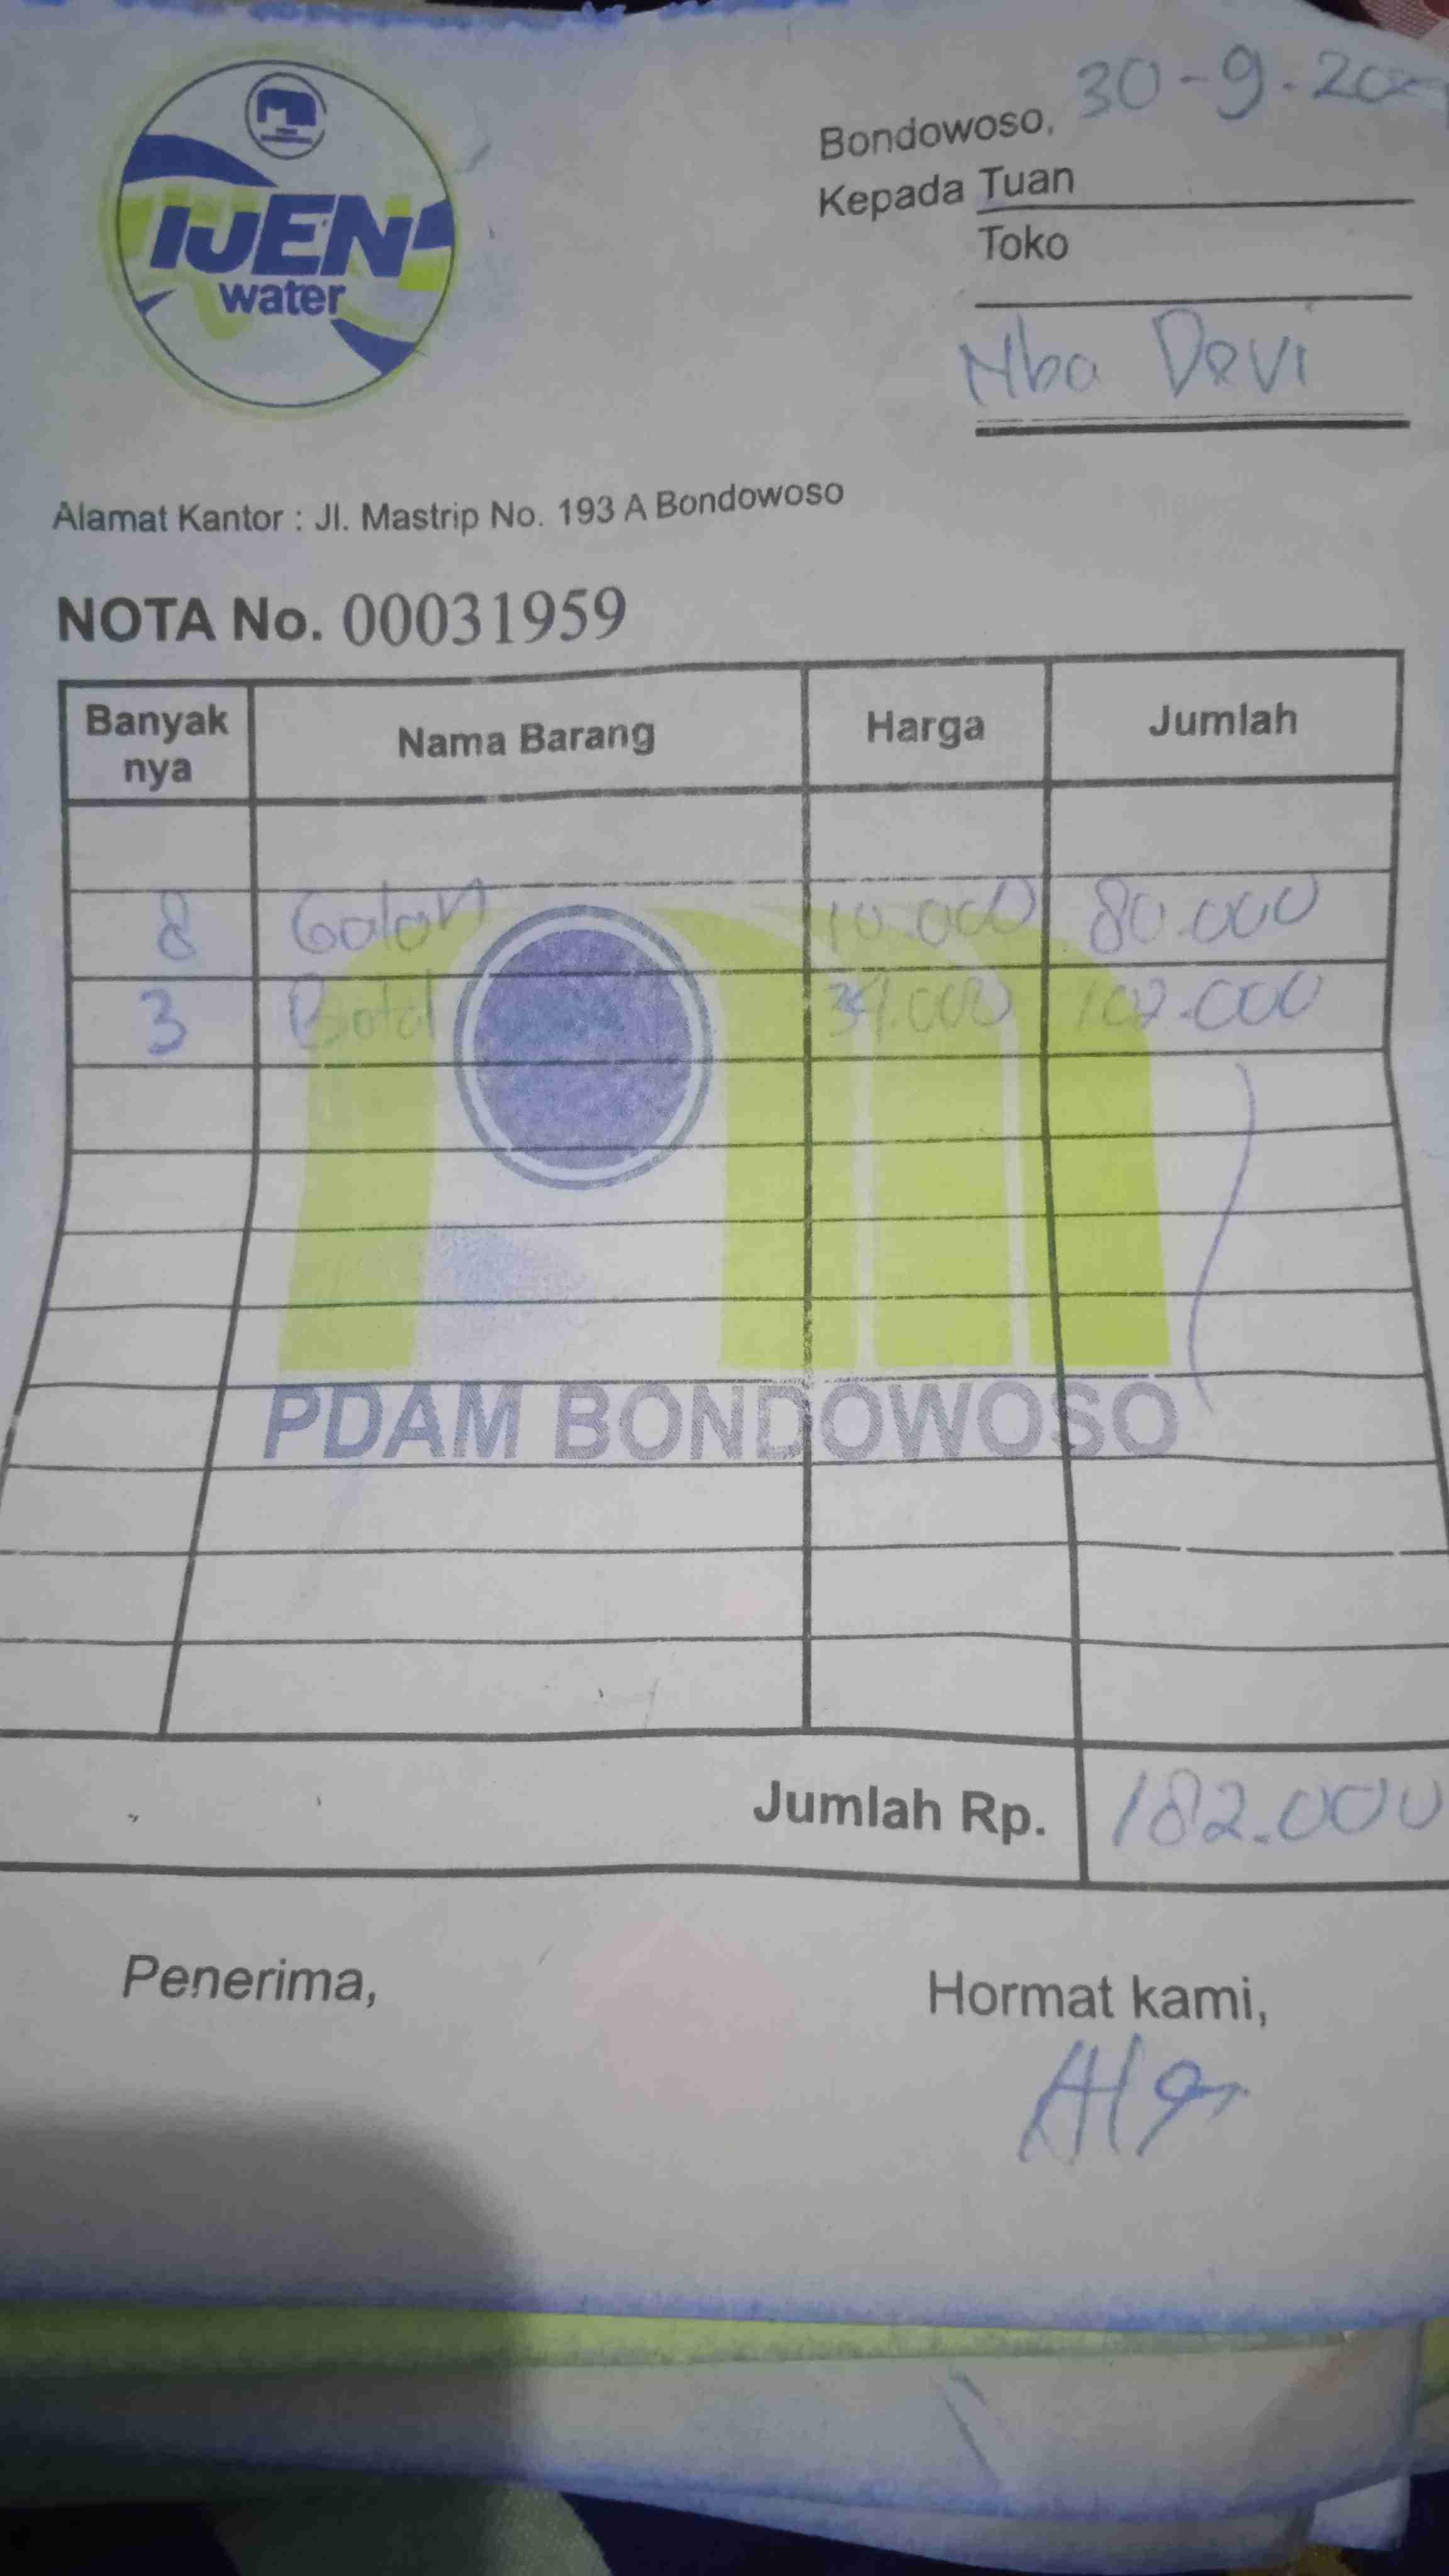 IJEN
water
Bondowoso, 30-9-
Kepada Tuan
Toko
Mba Devi
Alamat Kantor : Jl. Mastrip No. 193 A Bondowoso
NOTA No. 00031959
Banyak nya Nama Barang Harga Jumlah
8 Galon 10.000 80.000
3 Botol 34.000 102.000
PDAM BONDOWOSO
Jumlah Rp. 182.000
Penerima, Hormat kami,